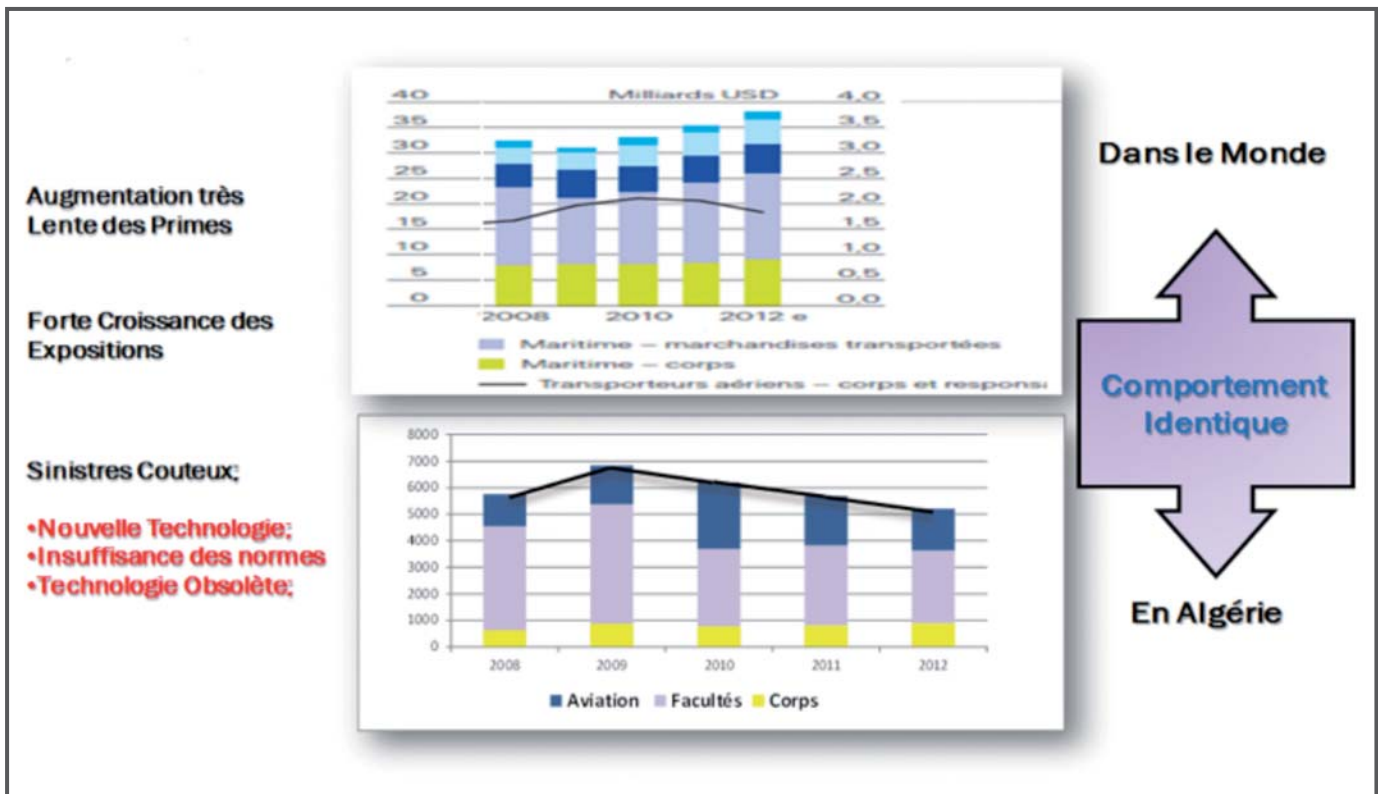 Augmentation très
Lente des Primes
Forte Croissance des
Expositions
Sinistres Couteux;
•Nouvelle Technologie;
•Insuffisance des normes
•Technologie Obsolète;
Milliards USD
40 4,0
35 3,5
30 3,0
25 2,5
20 2,0
15 1,5
10 1,0
5 0,5
0 0,0
2008 2010 2012 e
Maritime – marchandises transportées
Maritime – corps
Transporteurs aériens – corps et responsa
8000
7000
6000
5000
4000
3000
2000
1000
0
2008 2009 2010 2011 2012
Aviation Facultés Corps
Dans le Monde
Comportement
Identique
En Algérie